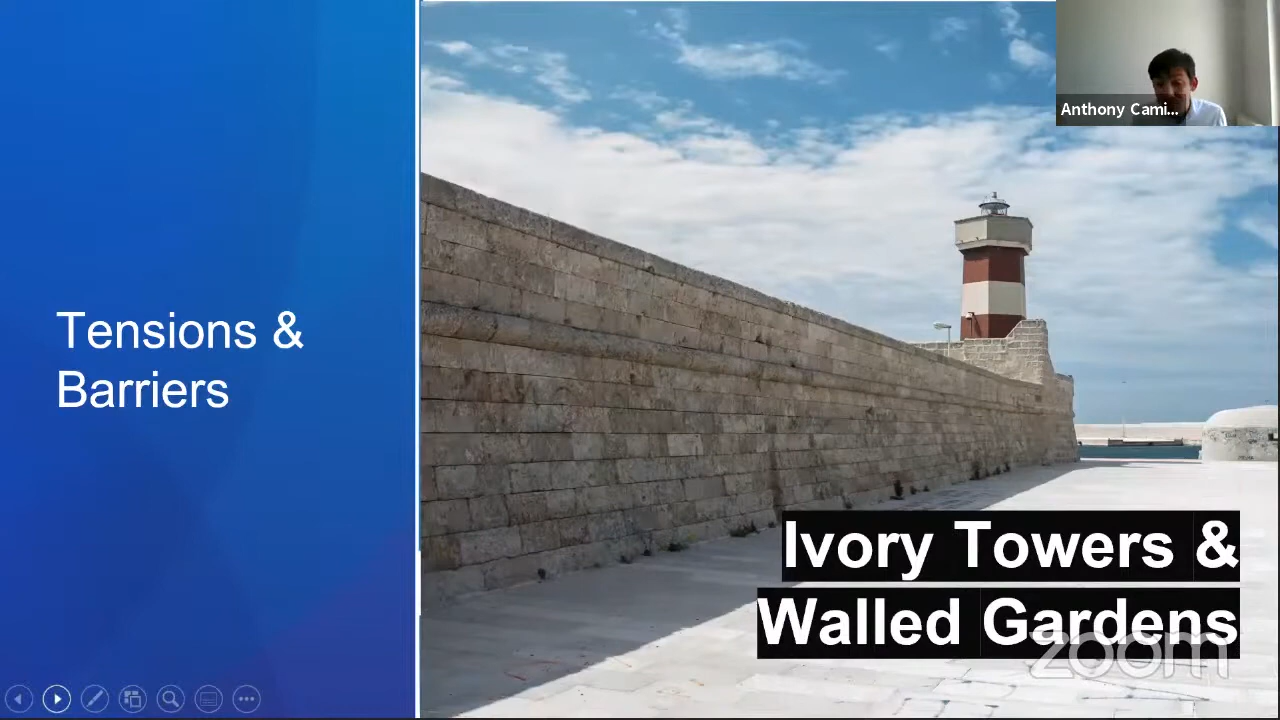 Anthony Cami...
Tensions &
Barriers
Ivory Towers &
Walled Gardens
zoom